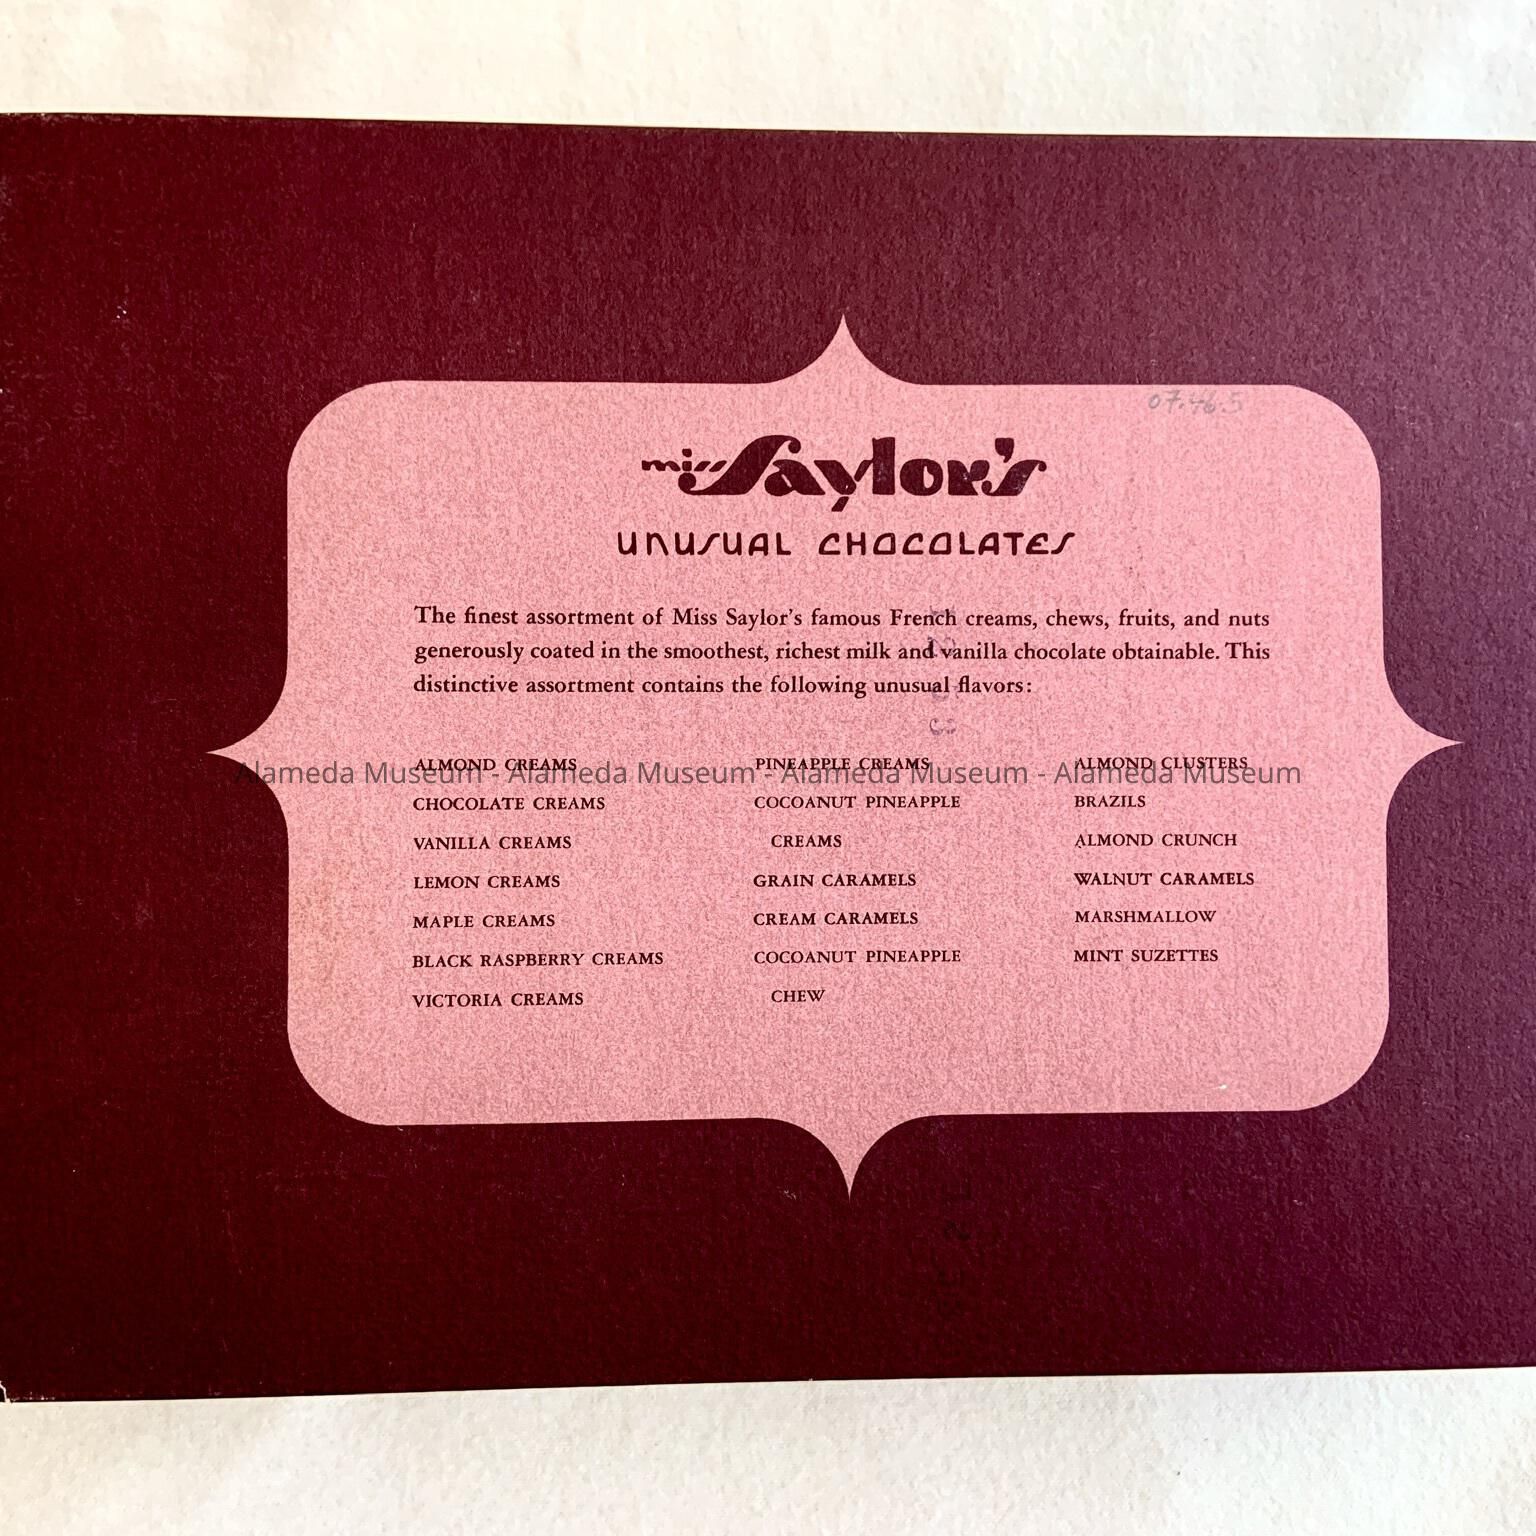 07.46.5
miss Saylor's
UNUSUAL CHOCOLATES
The finest assortment of Miss Saylor's famous French creams, chews, fruits, and nuts
generously coated in the smoothest, richest milk and vanilla chocolate obtainable. This
distinctive assortment contains the following unusual flavors:
ALMOND CREAMS
CHOCOLATE CREAMS
VANILLA CREAMS
LEMON CREAMS
MAPLE CREAMS
BLACK RASPBERRY CREAMS
VICTORIA CREAMS
PINEAPPLE CREAMS
COCOANUT PINEAPPLE
CREAMS
GRAIN CARAMELS
CREAM CARAMELS
COCOANUT PINEAPPLE
CHEW
ALMOND CLUSTERS
BRAZILS
ALMOND CRUNCH
WALNUT CARAMELS
MARSHMALLOW
MINT SUZETTES
Alameda Museum - Alameda Museum - Alameda Museum - Alameda Museum